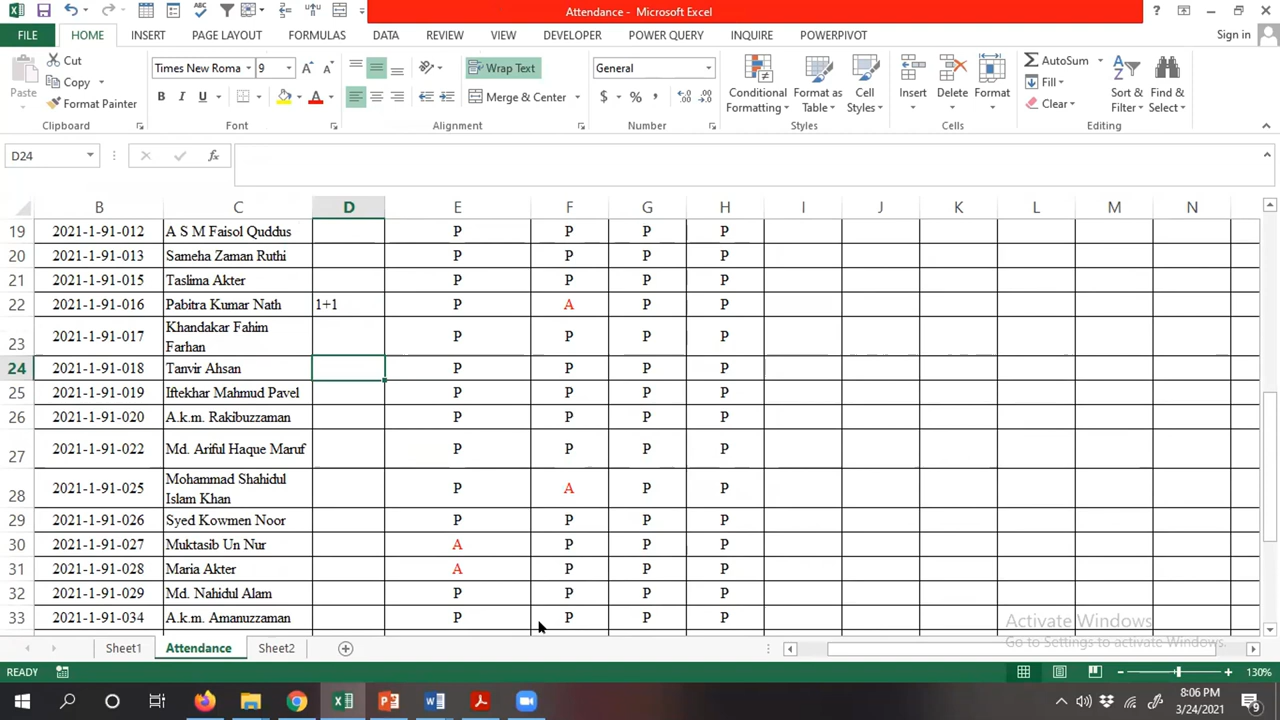 Attendance - Microsoft Excel
?
FILE HOME INSERT PAGE LAYOUT FORMULAS DATA REVIEW VIEW DEVELOPER POWER QUERY INQUIRE POWERPIVOT Sign in
Paste
Cut
Copy
Format Painter
Clipboard
Times New Roma 9
B I U
Font
Wrap Text
Merge & Center
Alignment
General
$ % ,
Number
Conditional Formatting
Format as Table
Cell Styles
Styles
Insert Delete Format
Cells
AutoSum
Fill
Clear
Sort & Filter
Find & Select
Editing
D24 fx
B C D E F G H I J K L M N
19 2021-1-91-012 A S M Faisol Quddus P P P P
20 2021-1-91-013 Sameha Zaman Ruthi P P P P
21 2021-1-91-015 Taslima Akter P P P P
22 2021-1-91-016 Pabitra Kumar Nath 1+1 P A P P
23 2021-1-91-017 Khandakar Fahim Farhan P P P P
24 2021-1-91-018 Tanvir Ahsan P P P P
25 2021-1-91-019 Iftekhar Mahmud Pavel P P P P
26 2021-1-91-020 A.k.m. Rakibuzzaman P P P P
27 2021-1-91-022 Md. Ariful Haque Maruf P P P P
28 2021-1-91-025 Mohammad Shahidul Islam Khan P A P P
29 2021-1-91-026 Syed Kowmen Noor P P P P
30 2021-1-91-027 Muktasib Un Nur A P P P
31 2021-1-91-028 Maria Akter A P P P
32 2021-1-91-029 Md. Nahidul Alam P P P P
33 2021-1-91-034 A.k.m. Amanuzzaman P P P P
Activate Windows
Go to Settings to activate Windows.
Sheet1 Attendance Sheet2
READY 130%
8:06 PM
3/24/2021
9